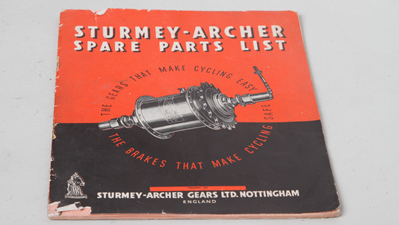 STURMEY-ARCHER
SPARE PARTS LIST
THE GEARS THAT MAKE CYCLING EASY
THE BRAKES THAT MAKE CYCLING SAFE
STURMEY-ARCHER GEARS LTD. NOTTINGHAM
ENGLAND